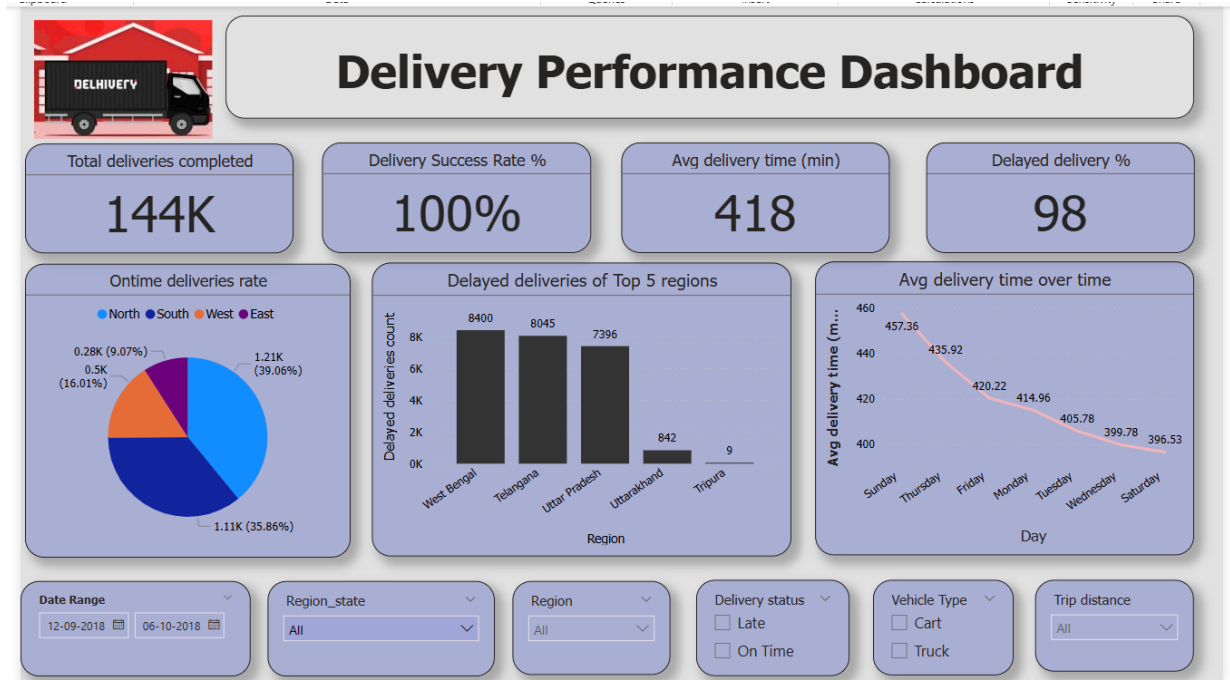 Delivery Performance Dashboard
DELHIVERY
Total deliveries completed
144K
Delivery Success Rate %
100%
Avg delivery time (min)
418
Delayed delivery %
98
Ontime deliveries rate
North South West East
0.28K (9.07%)
0.5K
(16.01%)
1.21K
(39.06%)
1.11K (35.86%)
Delayed deliveries of Top 5 regions
Delayed deliveries count
8K
6K
4K
2K
0K
8400
8045
7396
842
9
West Bengal
Telangana
Uttar Pradesh
Uttarakhand
Tripura
Region
Avg delivery time over time
Avg delivery time (m...
460
440
420
400
457.36
435.92
420.22
414.96
405.78
399.78
396.53
Sunday
Thursday
Friday
Monday
Tuesday
Wednesday
Saturday
Day
Date Range
12-09-2018 06-10-2018
Region_state
All
Region
All
Delivery status
Late
On Time
Vehicle Type
Cart
Truck
Trip distance
All